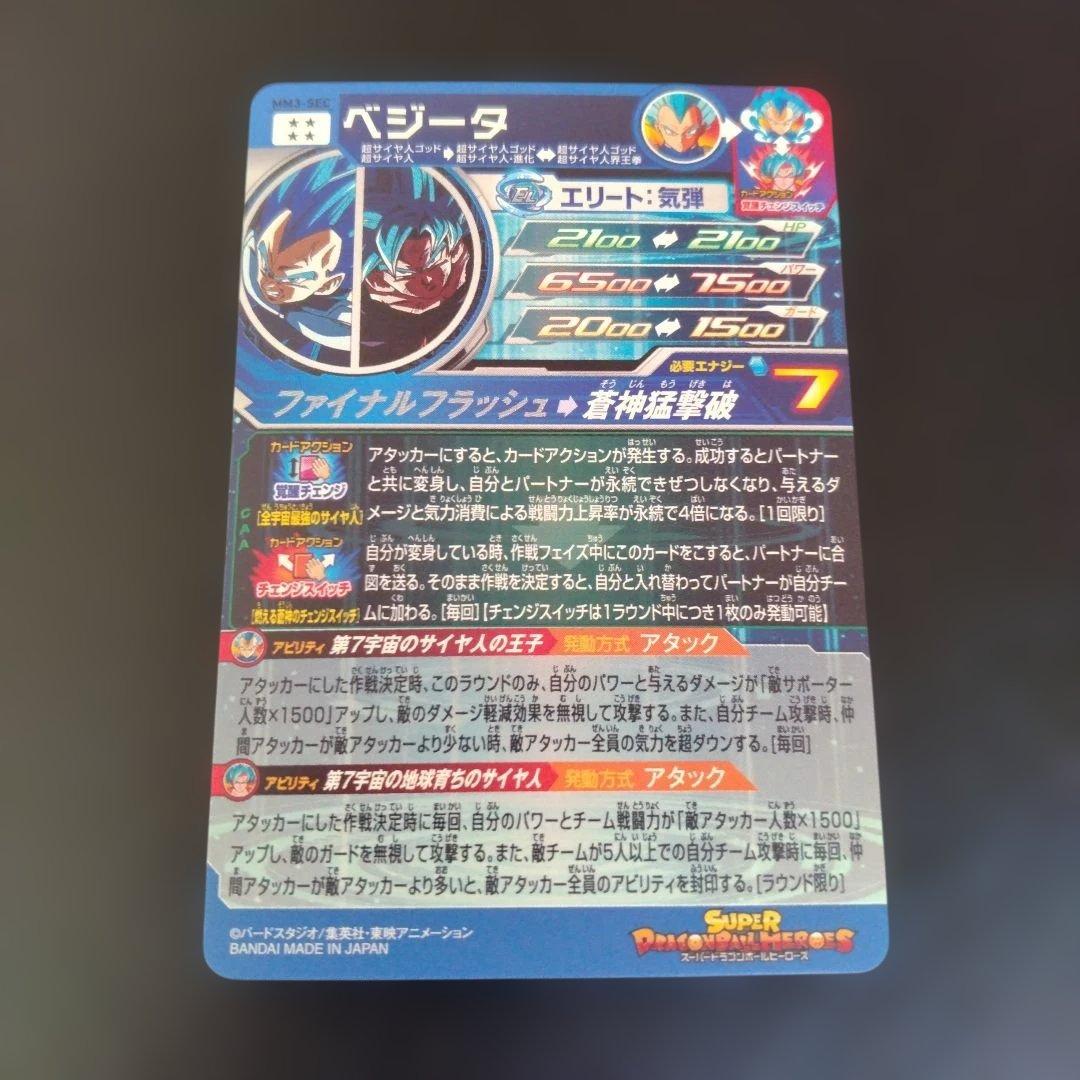 MM3-SEC
ベジータ
超サイヤ人ゴッド 超サイヤ人ゴッド 超サイヤ人ゴッド
超サイヤ人 超サイヤ人・進化 超サイヤ人界王拳
カードアクション
覚醒チェンジスイッチ
エリート：気弾
HP
2100 2100
パワー
6500 7500
ガード
2000 1500
必要エナジー 7
そう じん もう げき は
ファイナルフラッシュ 蒼神猛撃破
CAA
カードアクション
覚醒チェンジ
[全宇宙最強のサイヤ人]
アタッカーにすると、カードアクションが発生する。成功するとパートナー
と共に変身し、自分とパートナーが永続できぜつしなくなり、与えるダ
メージと気力消費による戦闘力上昇率が永続で4倍になる。[1回限り]
カードアクション
チェンジスイッチ
[燃える蒼神のチェンジスイッチ]
自分が変身している時、作戦フェイズ中にこのカードをこすると、パートナーに合
図を送る。そのまま作戦を決定すると、自分と入れ替わってパートナーが自分チー
ムに加わる。[毎回]【チェンジスイッチは1ラウンド中につき1枚のみ発動可能】
アビリティ 第7宇宙のサイヤ人の王子 発動方式 アタック
アタッカーにした作戦決定時、このラウンドのみ、自分のパワーと与えるダメージが「敵サポーター
人数×1500」アップし、敵のダメージ軽減効果を無視して攻撃する。また、自分チーム攻撃時、仲
間アタッカーが敵アタッカーより少ない時、敵アタッカー全員の気力を超ダウンする。[毎回]
アビリティ 第7宇宙の地球育ちのサイヤ人 発動方式 アタック
アタッカーにした作戦決定時に毎回、自分のパワーとチーム戦闘力が「敵アタッカー人数×1500」
アップし、敵のガードを無視して攻撃する。また、敵チームが5人以上での自分チーム攻撃時に毎回、仲
間アタッカーが敵アタッカーより多いと、敵アタッカー全員のアビリティを封印する。[ラウンド限り]
©バードスタジオ/集英社・東映アニメーション
BANDAI MADE IN JAPAN
SUPER
DRAGONBALL HEROES
スーパードラゴンボールヒーローズ